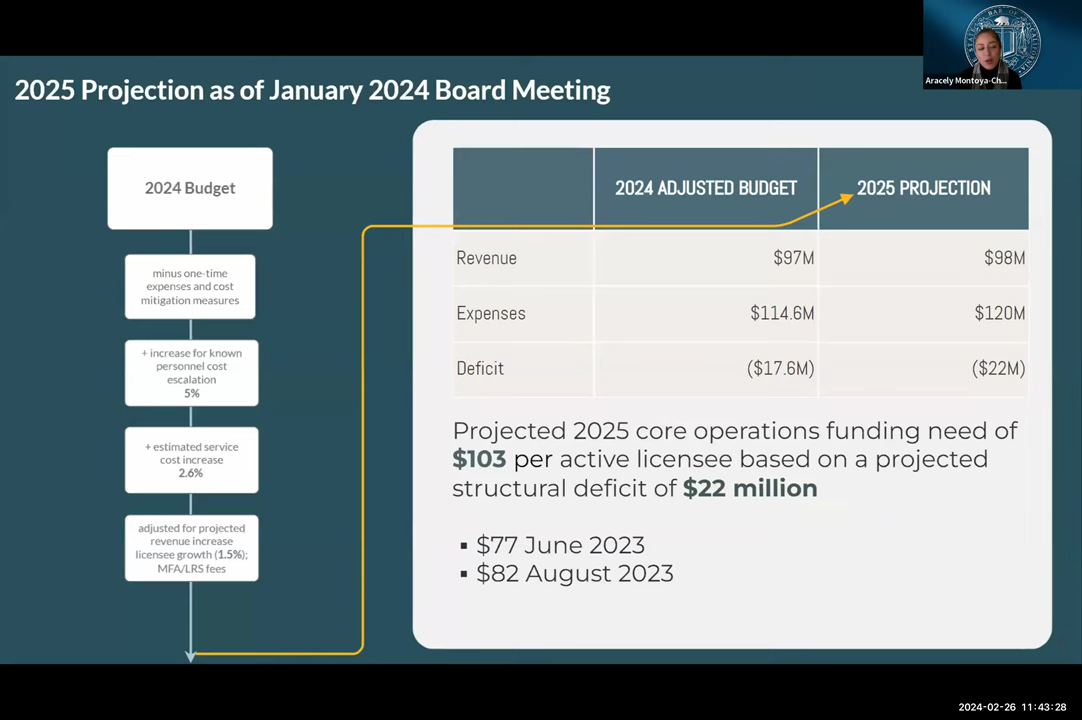 Aracely Montoya-Ch...
2025 Projection as of January 2024 Board Meeting
2024 Budget
minus one-time
expenses and cost
mitigation measures
+ increase for known
personnel cost
escalation
5%
+ estimated service
cost increase
2.6%
adjusted for projected
revenue increase
licensee growth (1.5%);
MFA/LRS fees
2024 ADJUSTED BUDGET 2025 PROJECTION
Revenue $97M $98M
Expenses $114.6M $120M
Deficit ($17.6M) ($22M)
Projected 2025 core operations funding need of
$103 per active licensee based on a projected
structural deficit of $22 million
▪ $77 June 2023
▪ $82 August 2023
2024-02-26 11:43:28